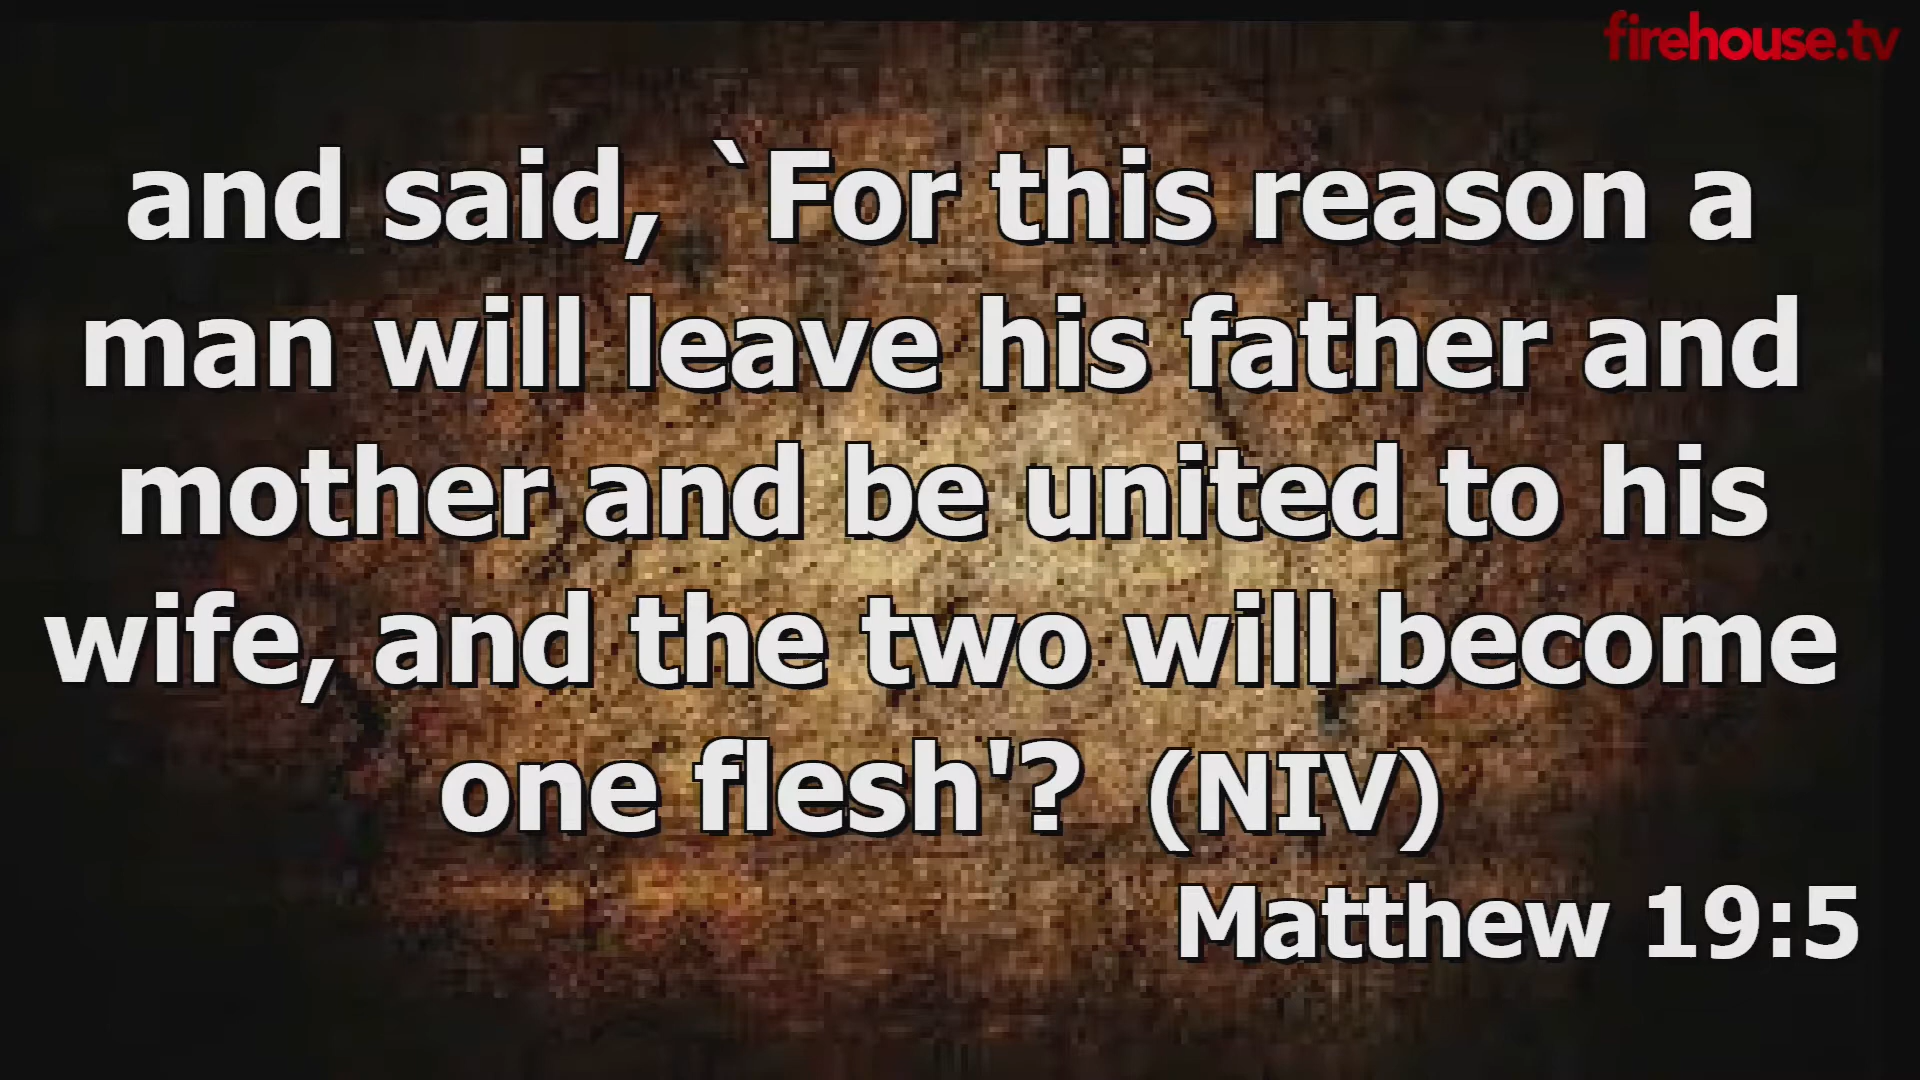 firehouse.tv
and said, `For this reason a
man will leave his father and
mother and be united to his
wife, and the two will become
one flesh'? (NIV)
Matthew 19:5